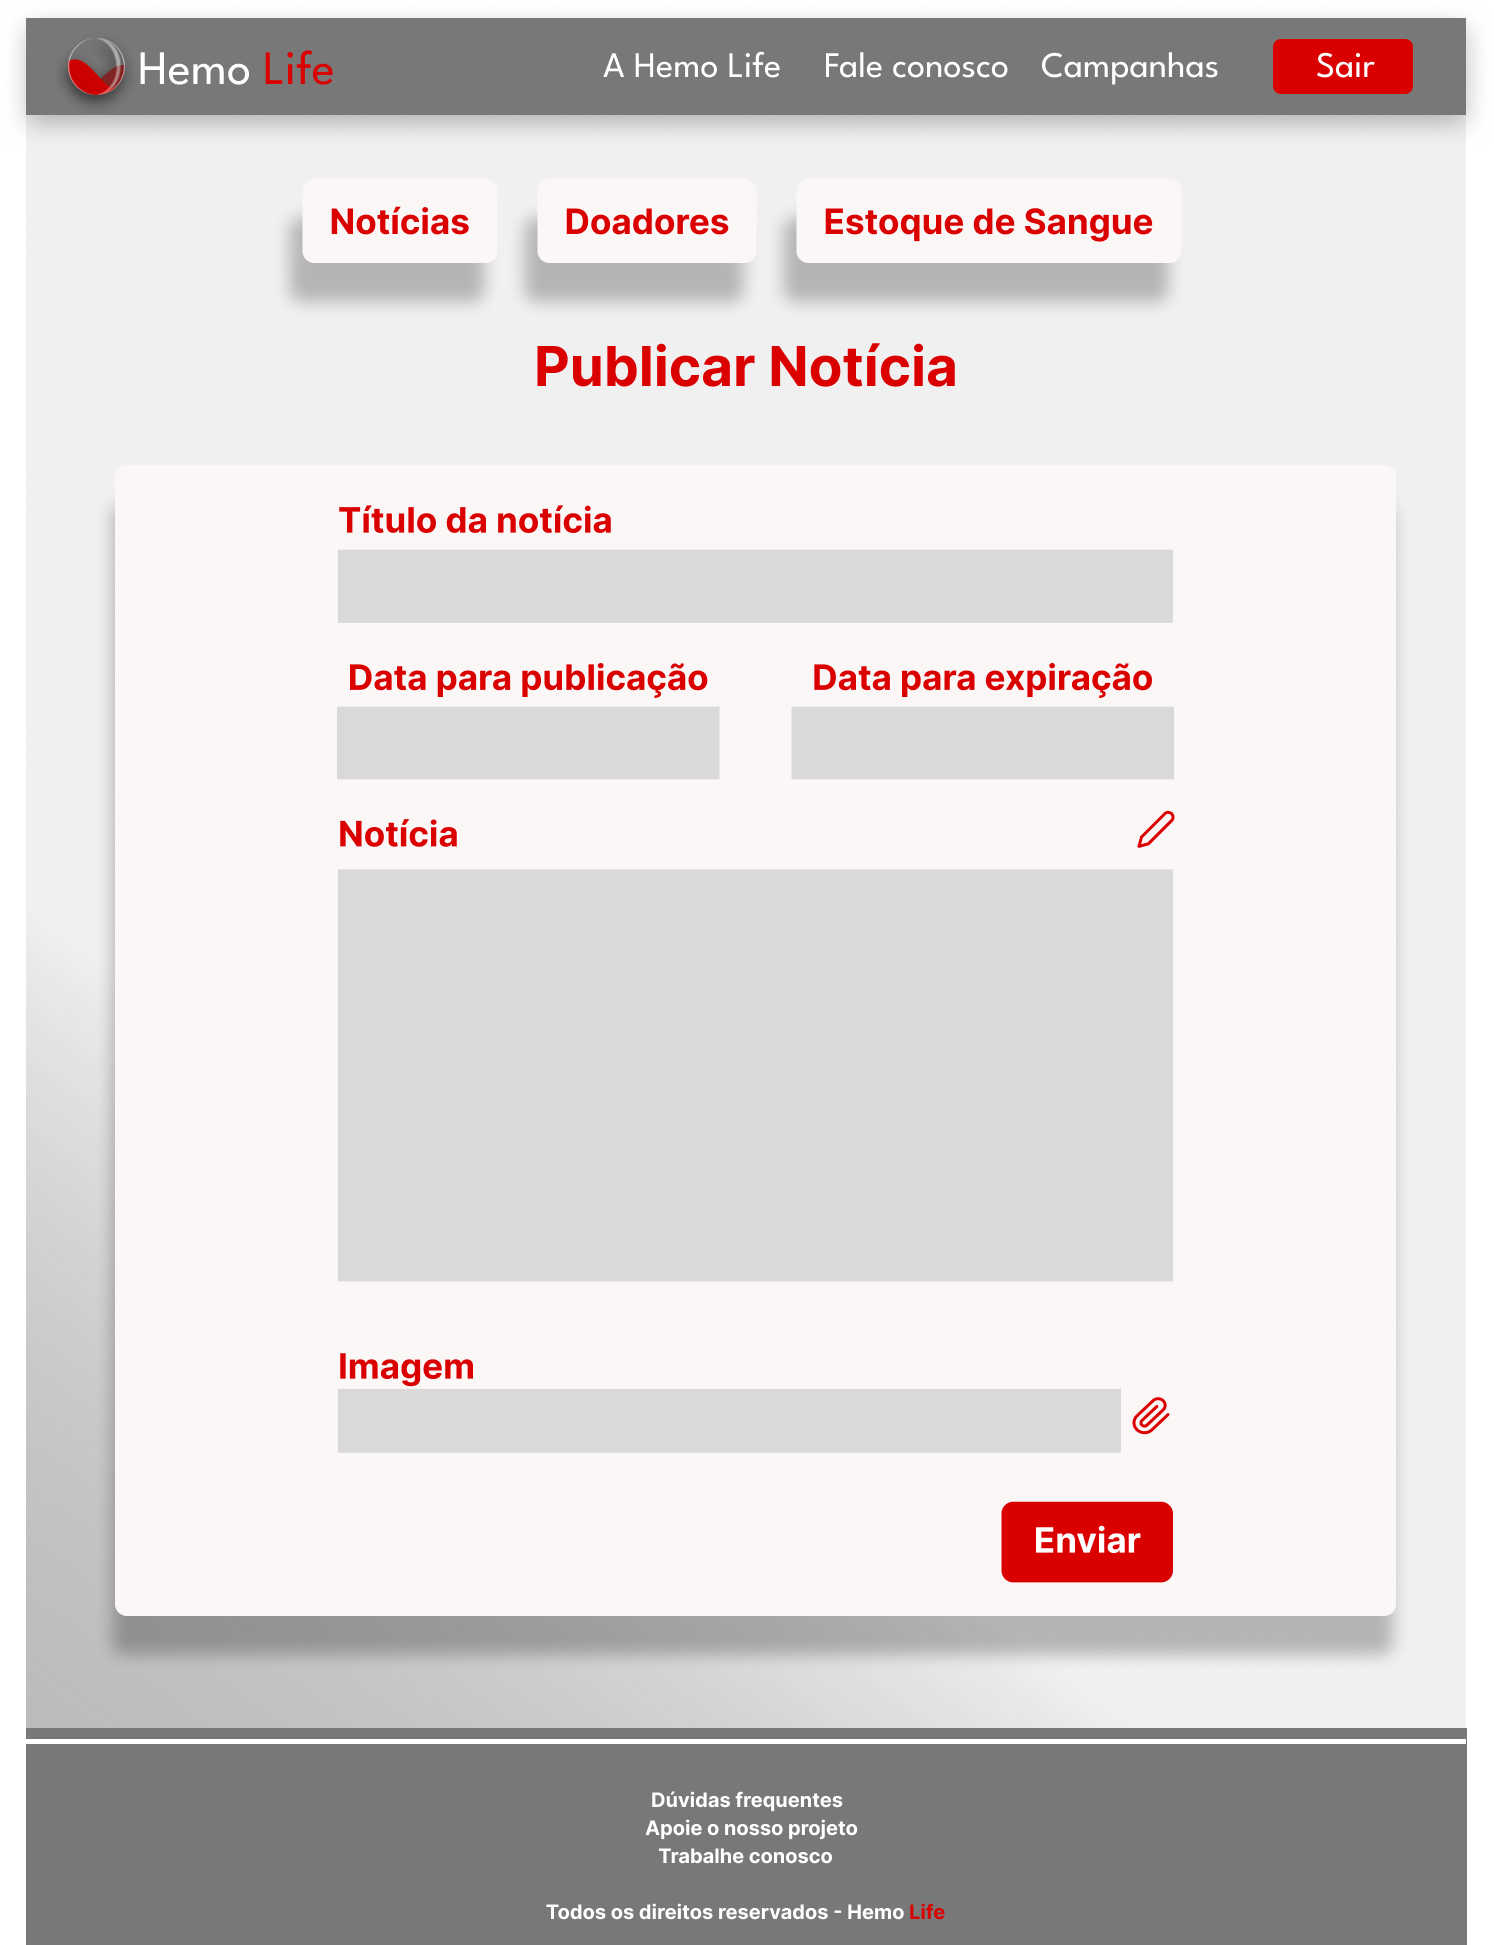 Hemo Life
A Hemo Life
Fale conosco
Campanhas
Sair
Notícias
Doadores
Estoque de Sangue
Publicar Notícia
Título da notícia
Data para publicação
Data para expiração
Notícia
Imagem
Enviar
Dúvidas frequentes
Apoie o nosso projeto
Trabalhe conosco
Todos os direitos reservados - Hemo Life